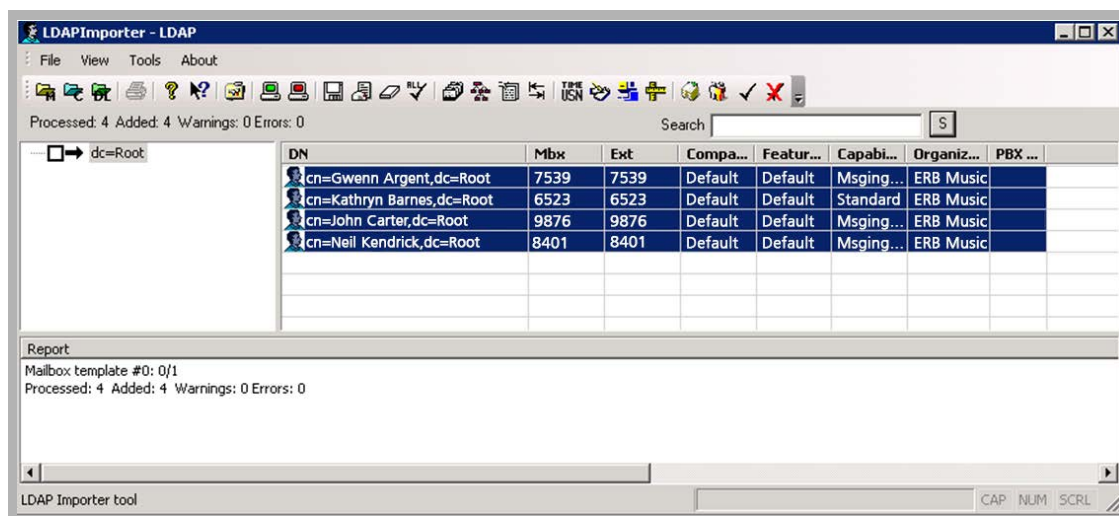 LDAPImporter - LDAP
File View Tools About
ALL TIME USN
Processed: 4 Added: 4 Warnings: 0 Errors: 0 Search S
dc=Root
DN Mbx Ext Compa... Featur... Capabi... Organiz... PBX ...
cn=Gwenn Argent,dc=Root 7539 7539 Default Default Msging... ERB Music
cn=Kathryn Barnes,dc=Root 6523 6523 Default Default Standard ERB Music
cn=John Carter,dc=Root 9876 9876 Default Default Msging... ERB Music
cn=Neil Kendrick,dc=Root 8401 8401 Default Default Msging... ERB Music
Report
Mailbox template #0: 0/1
Processed: 4 Added: 4 Warnings: 0 Errors: 0
LDAP Importer tool CAP NUM SCRL